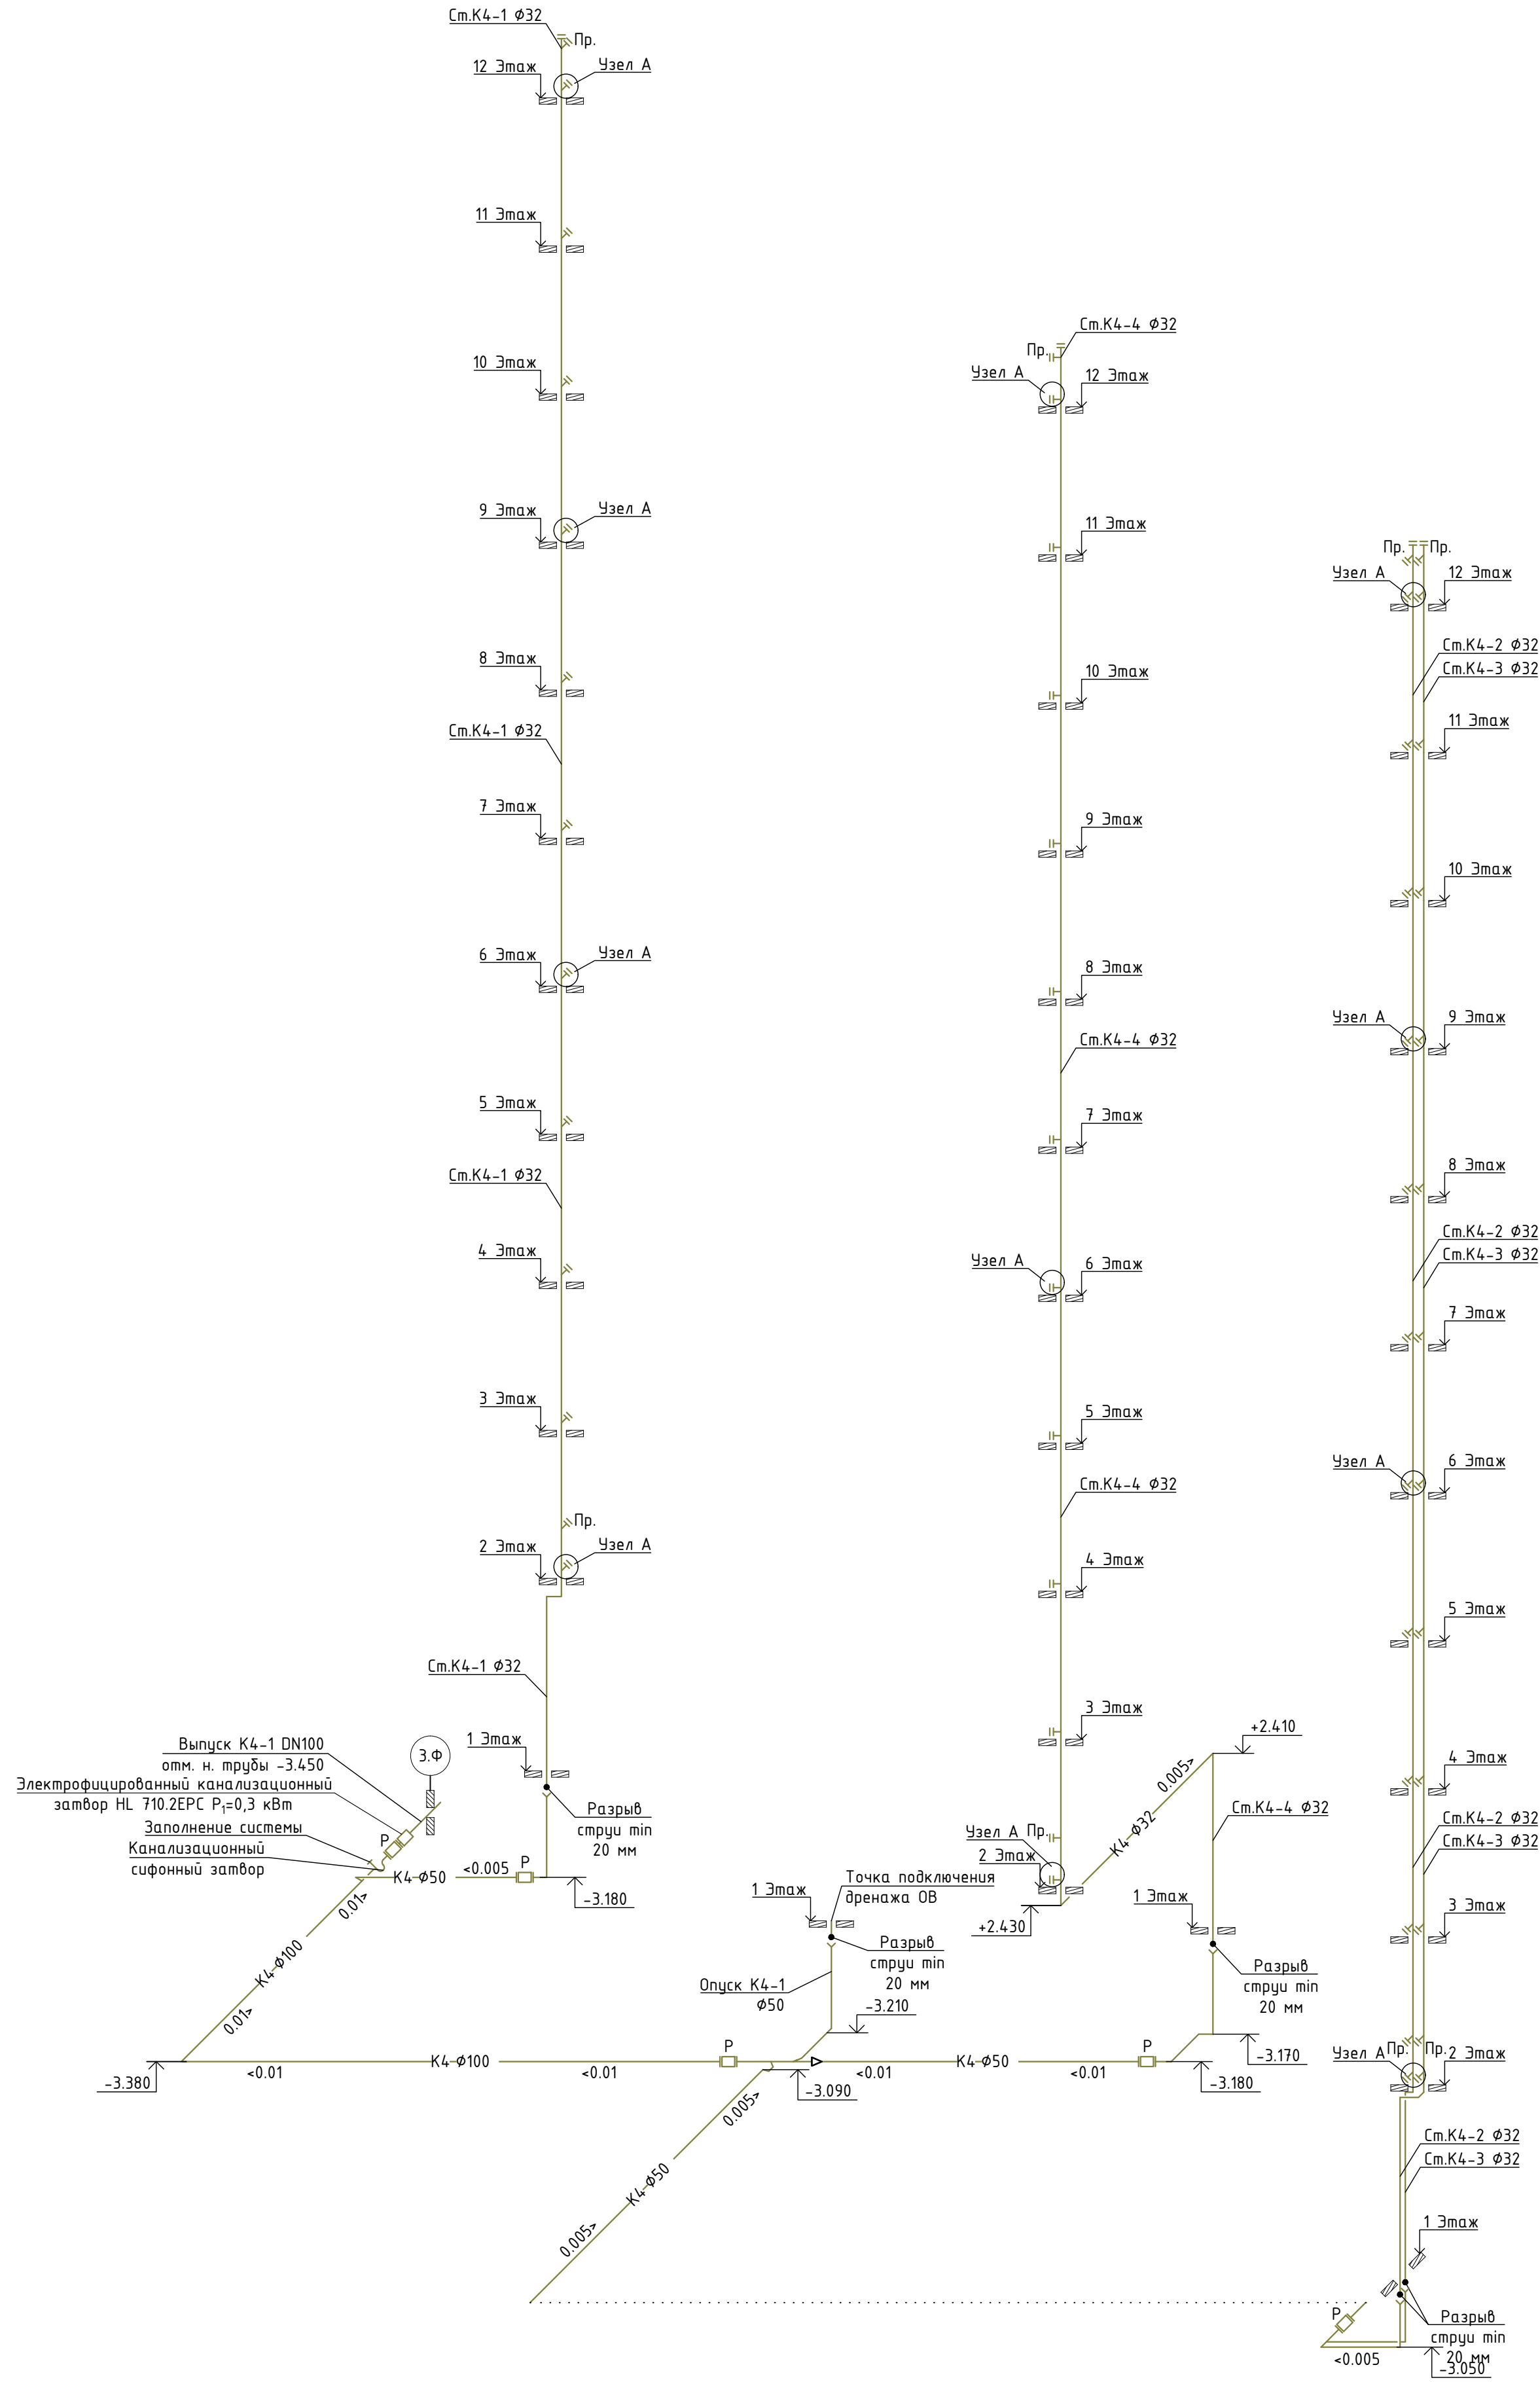 Ст.К4-1 Ф32
Пр.
12 Этаж
Узел А
11 Этаж
10 Этаж
9 Этаж
Узел А
8 Этаж
Ст.К4-1 Ф32
7 Этаж
6 Этаж
Узел А
5 Этаж
Ст.К4-1 Ф32
4 Этаж
3 Этаж
Пр.
2 Этаж
Узел А
Ст.К4-1 Ф32
1 Этаж
Разрыв
струи min
20 мм
Выпуск К4-1 DN100
отм. н. трубы -3.450
3.Ф
Электрофицированный канализационный
затвор HL 710.2EPC P1=0,3 кВт
Заполнение системы
Канализационный
сифонный затвор
Р
К4-Ф50
<0.005
Р
-3.180
0.01>
К4-Ф100
0.01>
-3.380
<0.01
К4-Ф100
<0.01
Р
Ст.К4-4 Ф32
Пр.
Узел А
12 Этаж
11 Этаж
10 Этаж
9 Этаж
8 Этаж
Ст.К4-4 Ф32
7 Этаж
Узел А
6 Этаж
5 Этаж
Ст.К4-4 Ф32
4 Этаж
3 Этаж
Узел А
Пр.
2 Этаж
+2.430
К4-Ф32
0.005>
+2.410
Ст.К4-4 Ф32
1 Этаж
Разрыв
струи min
20 мм
-3.170
-3.180
Точка подключения
дренажа ОВ
1 Этаж
Разрыв
струи min
20 мм
Опуск К4-1
Ф50
-3.210
-3.090
<0.01
К4-Ф50
<0.01
Р
0.005>
К4-Ф50
0.005>
Пр.
Пр.
Узел А
12 Этаж
Ст.К4-2 Ф32
Ст.К4-3 Ф32
11 Этаж
10 Этаж
Узел А
9 Этаж
8 Этаж
Ст.К4-2 Ф32
Ст.К4-3 Ф32
7 Этаж
Узел А
6 Этаж
5 Этаж
4 Этаж
Ст.К4-2 Ф32
Ст.К4-3 Ф32
3 Этаж
Узел А
Пр.
Пр.
2 Этаж
Ст.К4-2 Ф32
Ст.К4-3 Ф32
1 Этаж
Разрыв
струи min
20 мм
Р
<0.005
-3.050